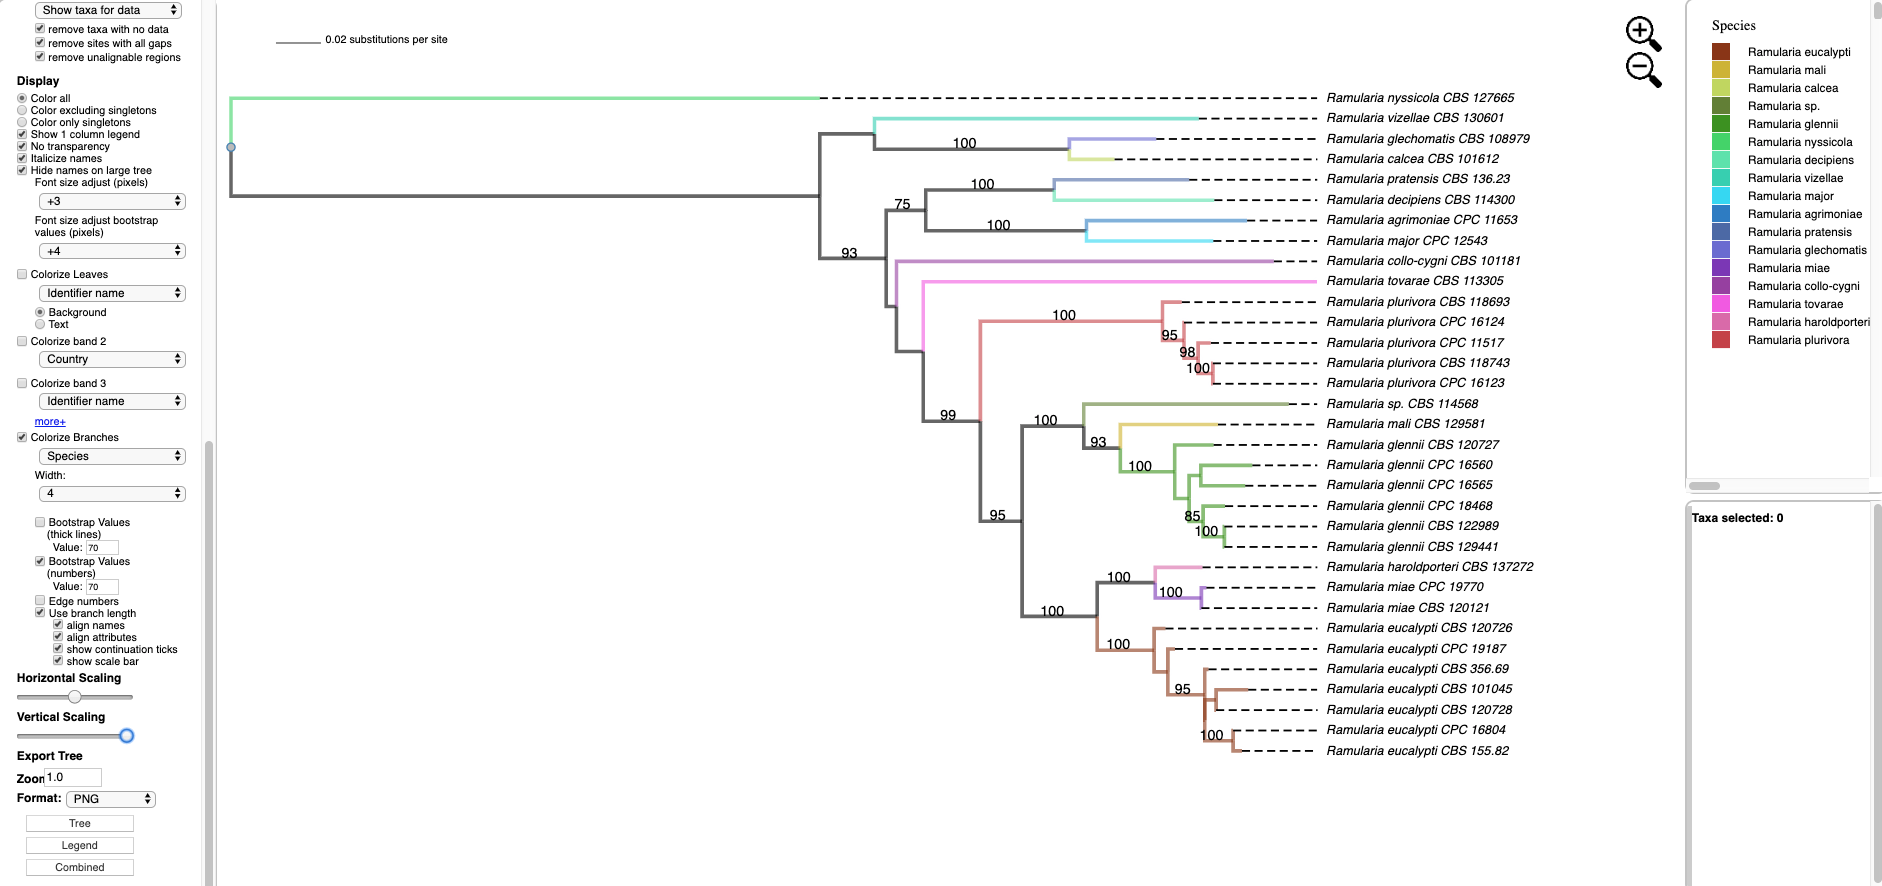 Show taxa for data
remove taxa with no data
remove sites with all gaps
remove unalignable regions
Display
Color all
Color excluding singletons
Color only singletons
Show 1 column legend
No transparency
Italicize names
Hide names on large tree
Font size adjust (pixels)
+3
Font size adjust bootstrap
values (pixels)
+4
Colorize Leaves
Identifier name
Background
Text
Colorize band 2
Country
Colorize band 3
Identifier name
more+
Colorize Branches
Species
Width:
4
Bootstrap Values
(thick lines)
Value: 70
Bootstrap Values
(numbers)
Value: 70
Edge numbers
Use branch length
align names
align attributes
show continuation ticks
show scale bar
Horizontal Scaling
Vertical Scaling
Export Tree
Zoom 1.0
Format: PNG
Tree
Legend
Combined
0.02 substitutions per site
Ramularia nyssicola CBS 127665
Ramularia vizellae CBS 130601
100
Ramularia glechomatis CBS 108979
Ramularia calcea CBS 101612
Ramularia pratensis CBS 136.23
100
Ramularia decipiens CBS 114300
75
Ramularia agrimoniae CPC 11653
100
Ramularia major CPC 12543
93
Ramularia collo-cygni CBS 101181
Ramularia tovarae CBS 113305
Ramularia plurivora CBS 118693
100
Ramularia plurivora CPC 16124
95
Ramularia plurivora CPC 11517
98
Ramularia plurivora CBS 118743
100
Ramularia plurivora CPC 16123
Ramularia sp. CBS 114568
99
100
Ramularia mali CBS 129581
93
Ramularia glennii CBS 120727
100
Ramularia glennii CPC 16560
Ramularia glennii CPC 16565
Ramularia glennii CPC 18468
95
85
Ramularia glennii CBS 122989
100
Ramularia glennii CBS 129441
Ramularia haroldporteri CBS 137272
100
Ramularia miae CPC 19770
100
Ramularia miae CBS 120121
100
Ramularia eucalypti CBS 120726
100
Ramularia eucalypti CPC 19187
Ramularia eucalypti CBS 356.69
95
Ramularia eucalypti CBS 101045
Ramularia eucalypti CBS 120728
Ramularia eucalypti CPC 16804
100
Ramularia eucalypti CBS 155.82
Species
Ramularia eucalypti
Ramularia mali
Ramularia calcea
Ramularia sp.
Ramularia glennii
Ramularia nyssicola
Ramularia decipiens
Ramularia vizellae
Ramularia major
Ramularia agrimoniae
Ramularia pratensis
Ramularia glechomatis
Ramularia miae
Ramularia collo-cygni
Ramularia tovarae
Ramularia haroldporteri
Ramularia plurivora
Taxa selected: 0